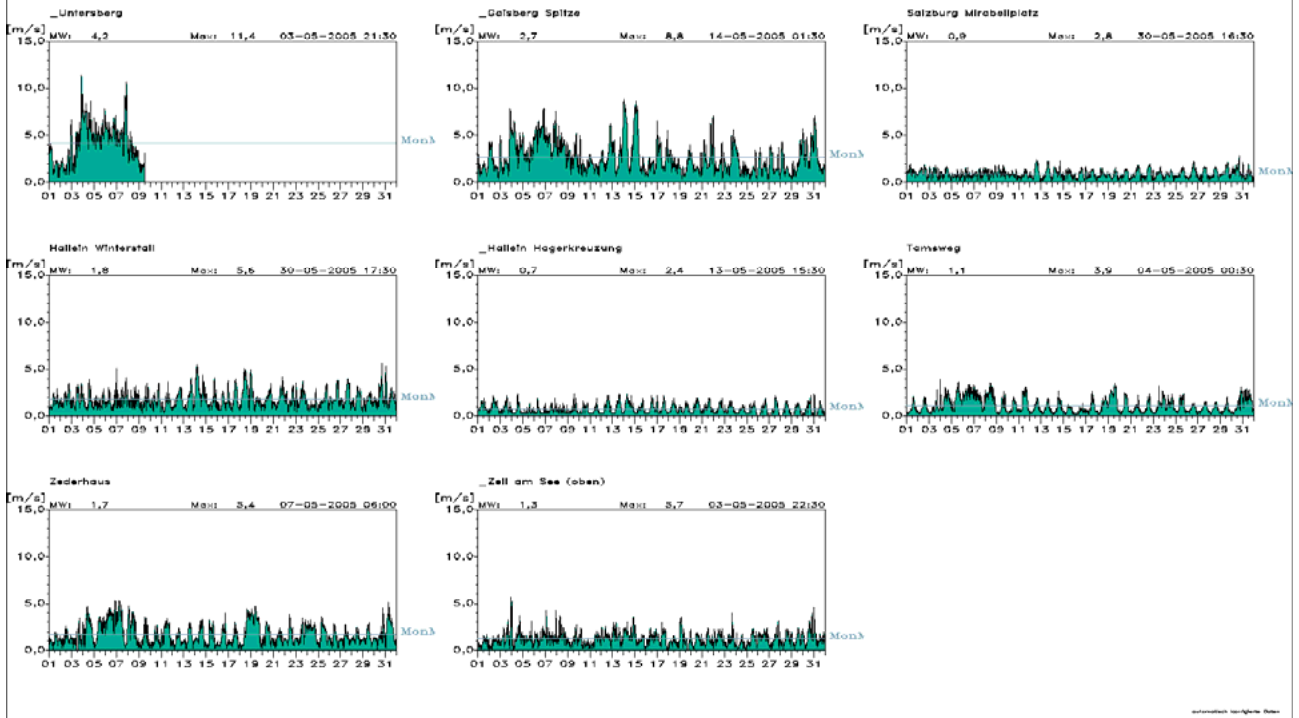 _Untersberg
[m/s] MW: 4,2 Max: 11,4 03-05-2005 21:30
15,0
10,0
5,0
0,0
MonM
01 03 05 07 09 11 13 15 17 19 21 23 25 27 29 31
_Gaisberg Spitze
[m/s] MW: 2,7 Max: 8,8 14-05-2005 01:30
15,0
10,0
5,0
0,0
MonM
01 03 05 07 09 11 13 15 17 19 21 23 25 27 29 31
Salzburg Mirabellplatz
[m/s] MW: 0,9 Max: 2,8 30-05-2005 16:30
15,0
10,0
5,0
0,0
MonM
01 03 05 07 09 11 13 15 17 19 21 23 25 27 29 31
Hallein Winterstall
[m/s] MW: 1,8 Max: 5,6 30-05-2005 17:30
15,0
10,0
5,0
0,0
MonM
01 03 05 07 09 11 13 15 17 19 21 23 25 27 29 31
_Hallein Hagerkreuzung
[m/s] MW: 0,7 Max: 2,4 13-05-2005 15:30
15,0
10,0
5,0
0,0
MonM
01 03 05 07 09 11 13 15 17 19 21 23 25 27 29 31
Tamsweg
[m/s] MW: 1,1 Max: 3,9 04-05-2005 00:30
15,0
10,0
5,0
0,0
MonM
01 03 05 07 09 11 13 15 17 19 21 23 25 27 29 31
Zederhaus
[m/s] MW: 1,7 Max: 5,4 07-05-2005 06:00
15,0
10,0
5,0
0,0
MonM
01 03 05 07 09 11 13 15 17 19 21 23 25 27 29 31
_Zell am See (oben)
[m/s] MW: 1,3 Max: 5,7 03-05-2005 22:30
15,0
10,0
5,0
0,0
MonM
01 03 05 07 09 11 13 15 17 19 21 23 25 27 29 31